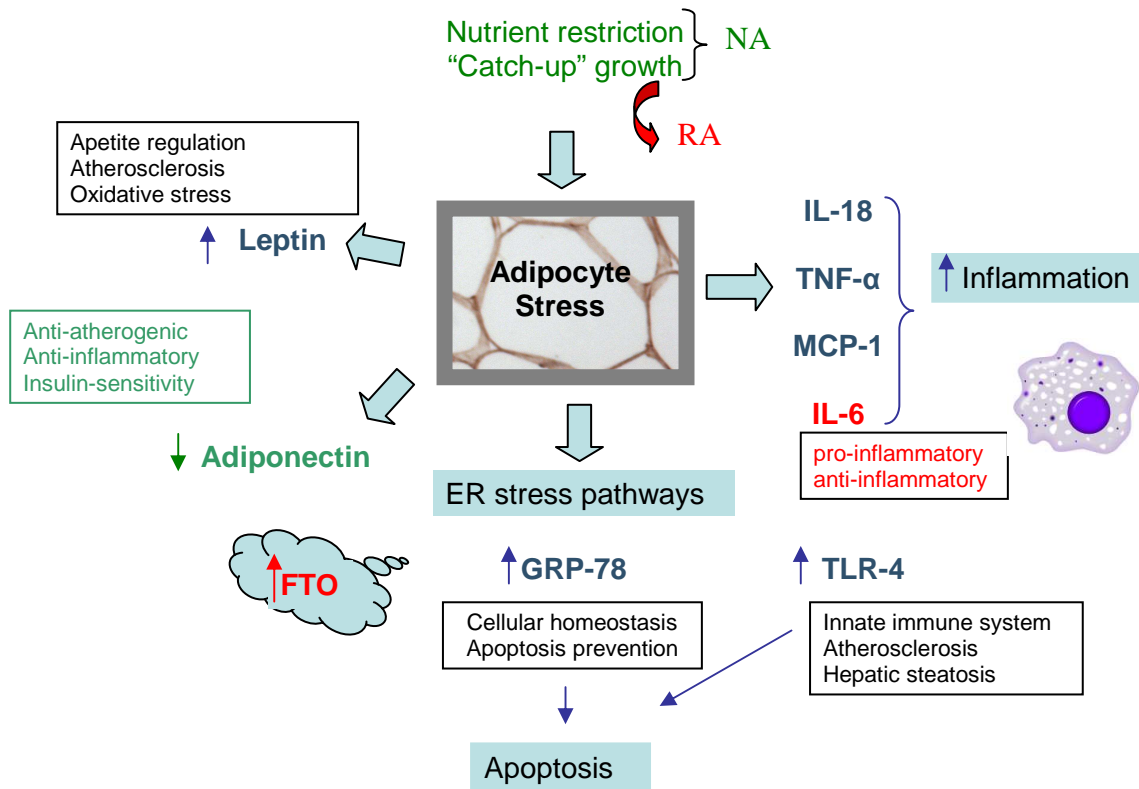 Nutrient restriction
“Catch-up” growth
NA
RA
Apetite regulation
Atherosclerosis
Oxidative stress
Leptin
Adipocyte
Stress
IL-18
TNF-α
MCP-1
IL-6
Inflammation
pro-inflammatory
anti-inflammatory
Anti-atherogenic
Anti-inflammatory
Insulin-sensitivity
Adiponectin
ER stress pathways
FTO
GRP-78
Cellular homeostasis
Apoptosis prevention
TLR-4
Innate immune system
Atherosclerosis
Hepatic steatosis
Apoptosis